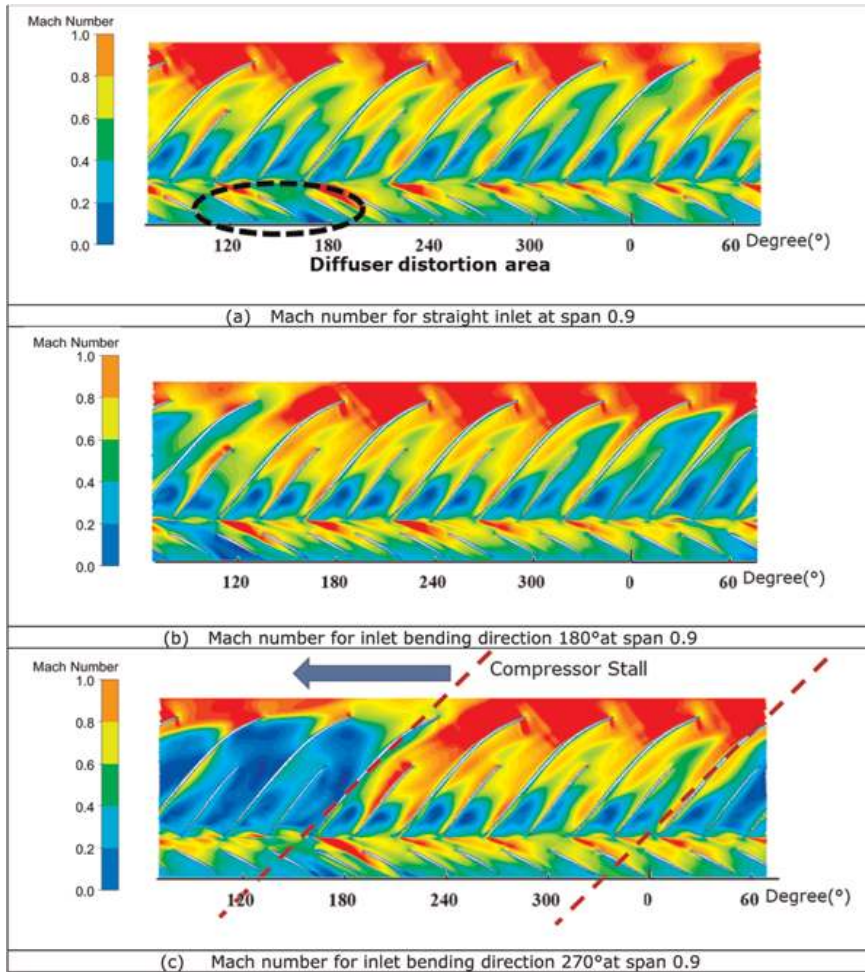 Mach Number
1.0
0.8
0.6
0.4
0.2
0.0
120 180 240 300 0 60 Degree(°)
Diffuser distortion area
(a) Mach number for straight inlet at span 0.9
Mach Number
1.0
0.8
0.6
0.4
0.2
0.0
120 180 240 300 0 60 Degree(°)
(b) Mach number for inlet bending direction 180°at span 0.9
Mach Number
1.0
0.8
0.6
0.4
0.2
0.0
Compressor Stall
120 180 240 300 0 60 Degree(°)
(c) Mach number for inlet bending direction 270°at span 0.9